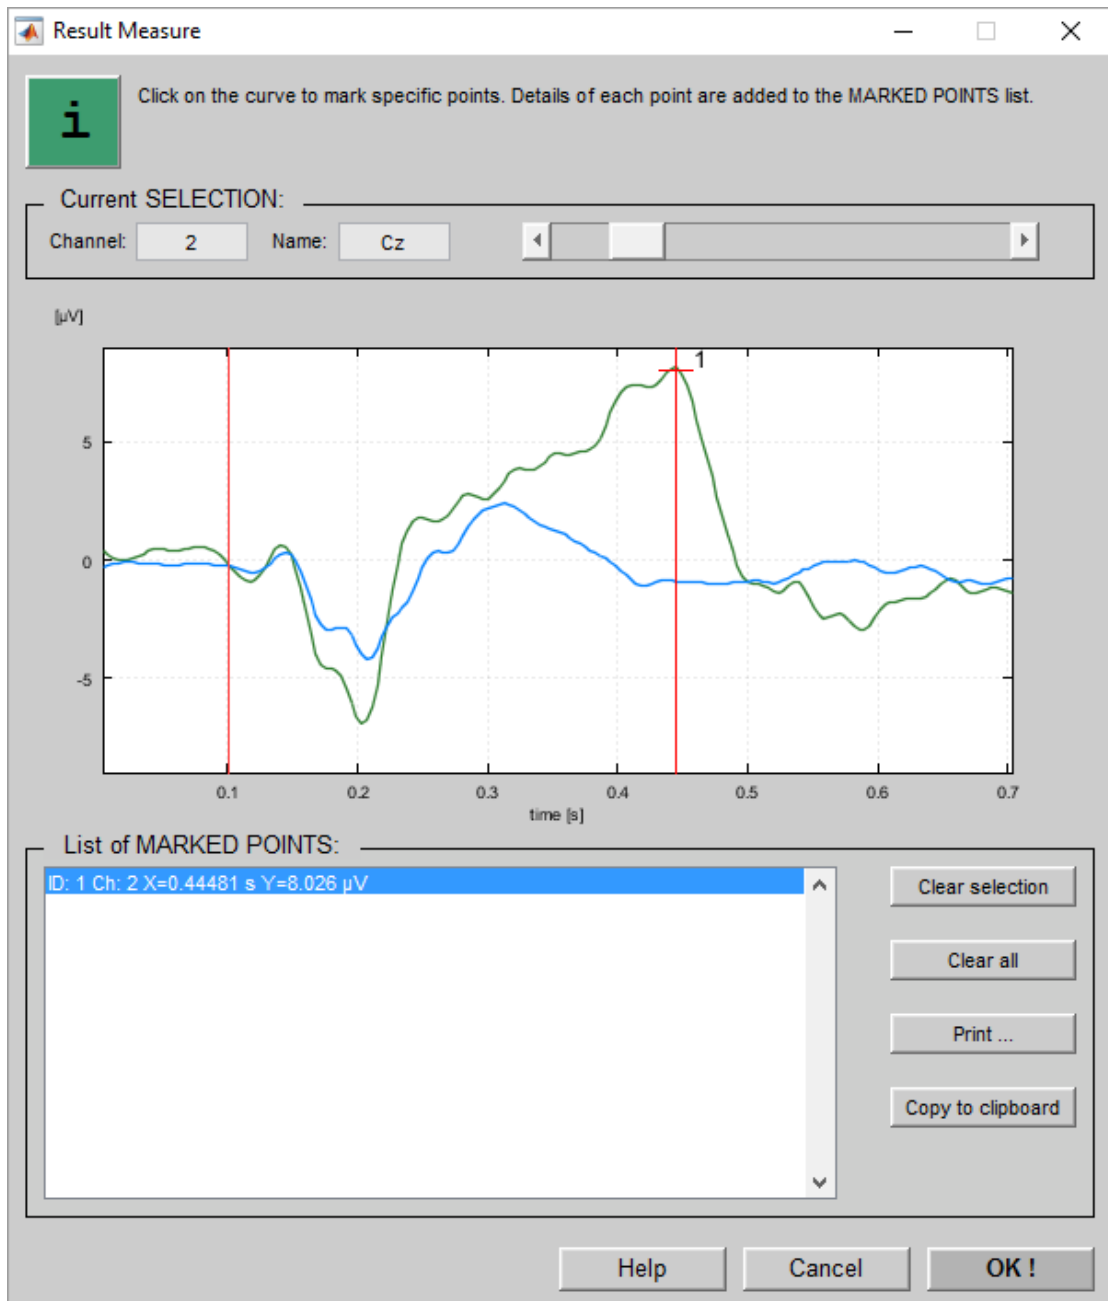 Result Measure
i
Click on the curve to mark specific points. Details of each point are added to the MARKED POINTS list.
Current SELECTION:
Channel: 2 Name: Cz
[µV]
1
5
0
-5
0.1 0.2 0.3 0.4 0.5 0.6 0.7
time [s]
List of MARKED POINTS:
ID: 1 Ch: 2 X=0.44481 s Y=8.026 µV
Clear selection
Clear all
Print ...
Copy to clipboard
Help Cancel OK !